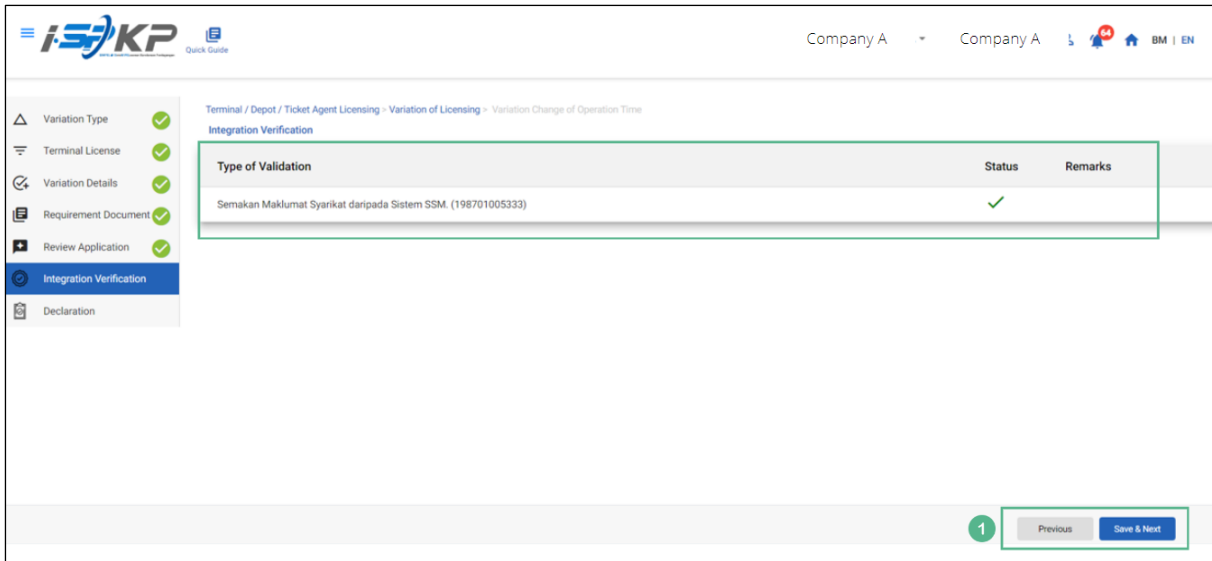 i-SPKP
Quick Guide
Company A
Company A
64
BM | EN
Variation Type
Terminal License
Variation Details
Requirement Document
Review Application
Integration Verification
Declaration
Terminal / Depot / Ticket Agent Licensing > Variation of Licensing > Variation Change of Operation Time
Integration Verification
Type of Validation Status Remarks
Semakan Maklumat Syarikat daripada Sistem SSM. (198701005333)
1
Previous
Save & Next